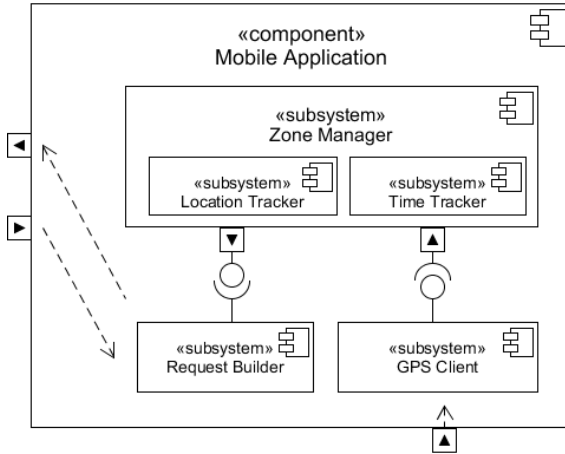 «component»
Mobile Application
«subsystem»
Zone Manager
«subsystem»
Location Tracker
«subsystem»
Time Tracker
«subsystem»
Request Builder
«subsystem»
GPS Client